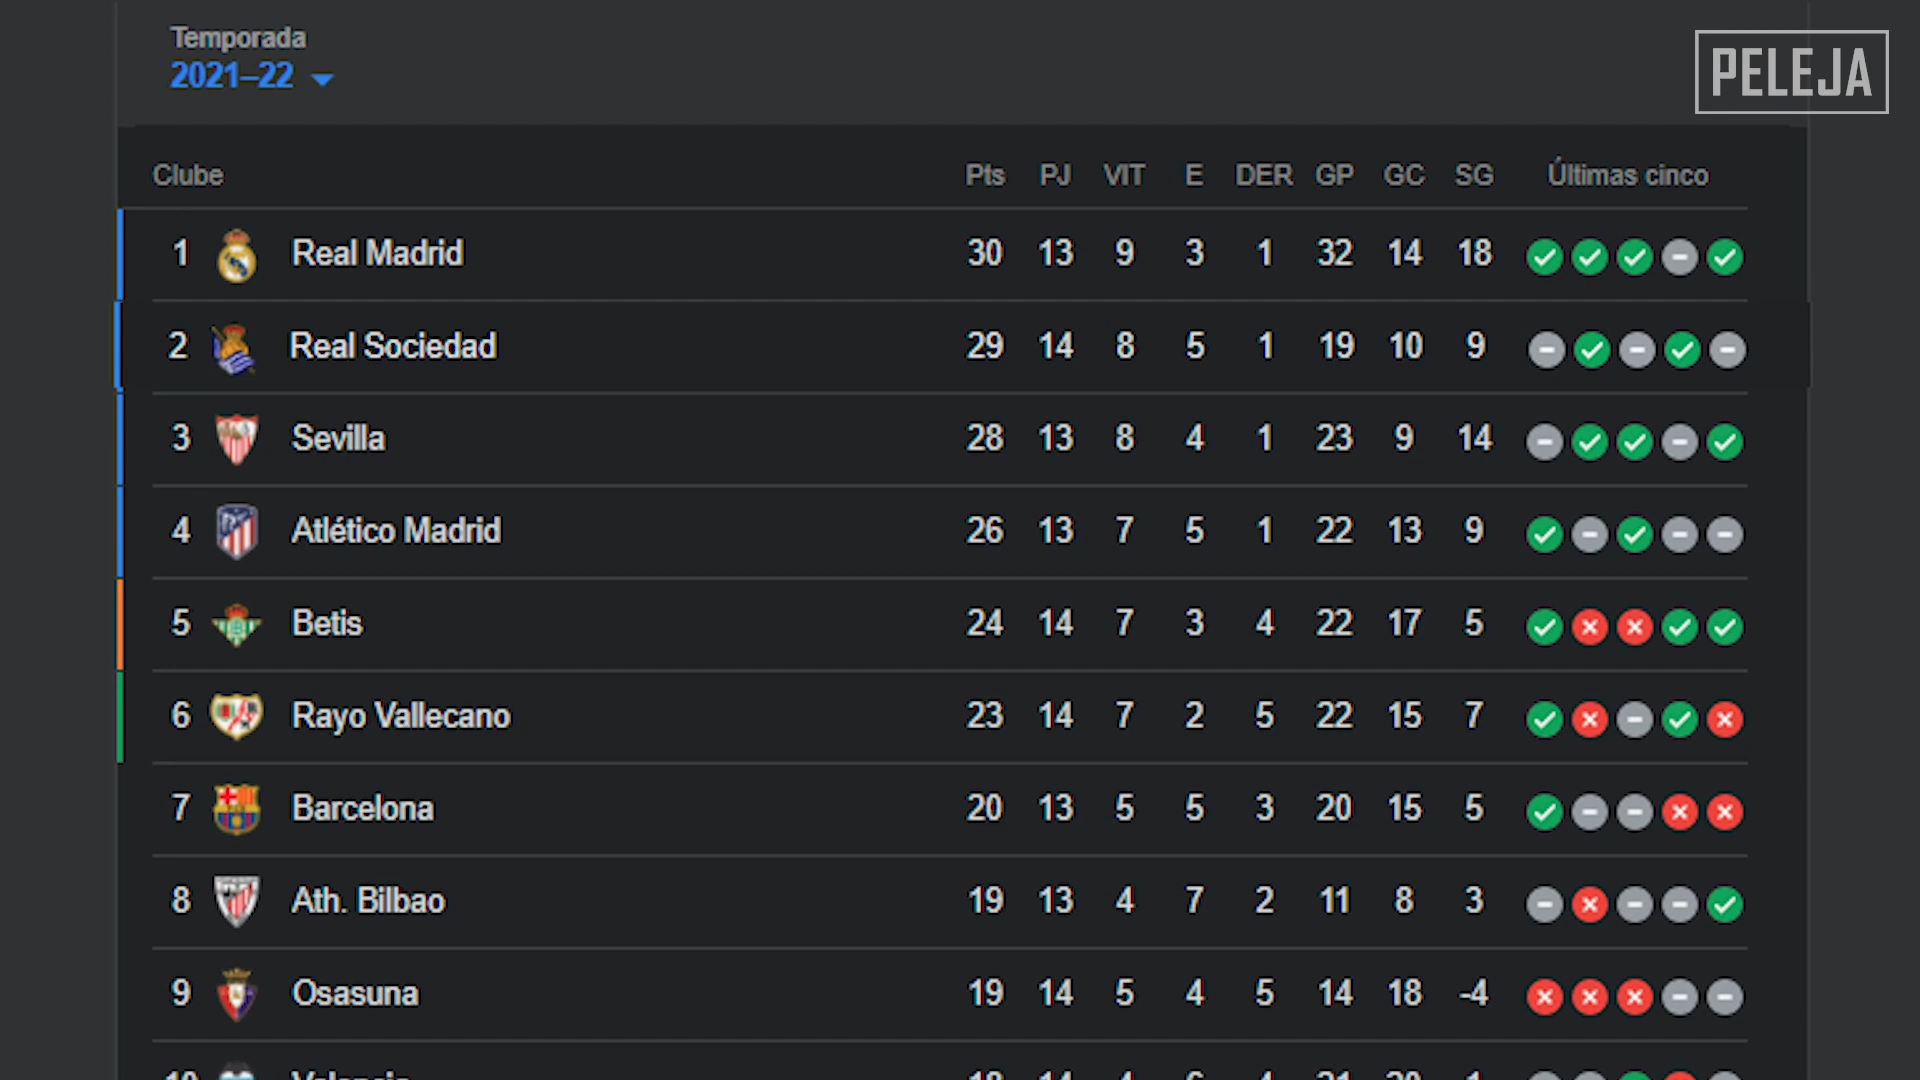 Temporada
2021–22
PELEJA
Clube Pts PJ VIT E DER GP GC SG Últimas cinco
1 Real Madrid 30 13 9 3 1 32 14 18
2 Real Sociedad 29 14 8 5 1 19 10 9
3 Sevilla 28 13 8 4 1 23 9 14
4 Atlético Madrid 26 13 7 5 1 22 13 9
5 Betis 24 14 7 3 4 22 17 5
6 Rayo Vallecano 23 14 7 2 5 22 15 7
7 Barcelona 20 13 5 5 3 20 15 5
8 Ath. Bilbao 19 13 4 7 2 11 8 3
9 Osasuna 19 14 5 4 5 14 18 -4